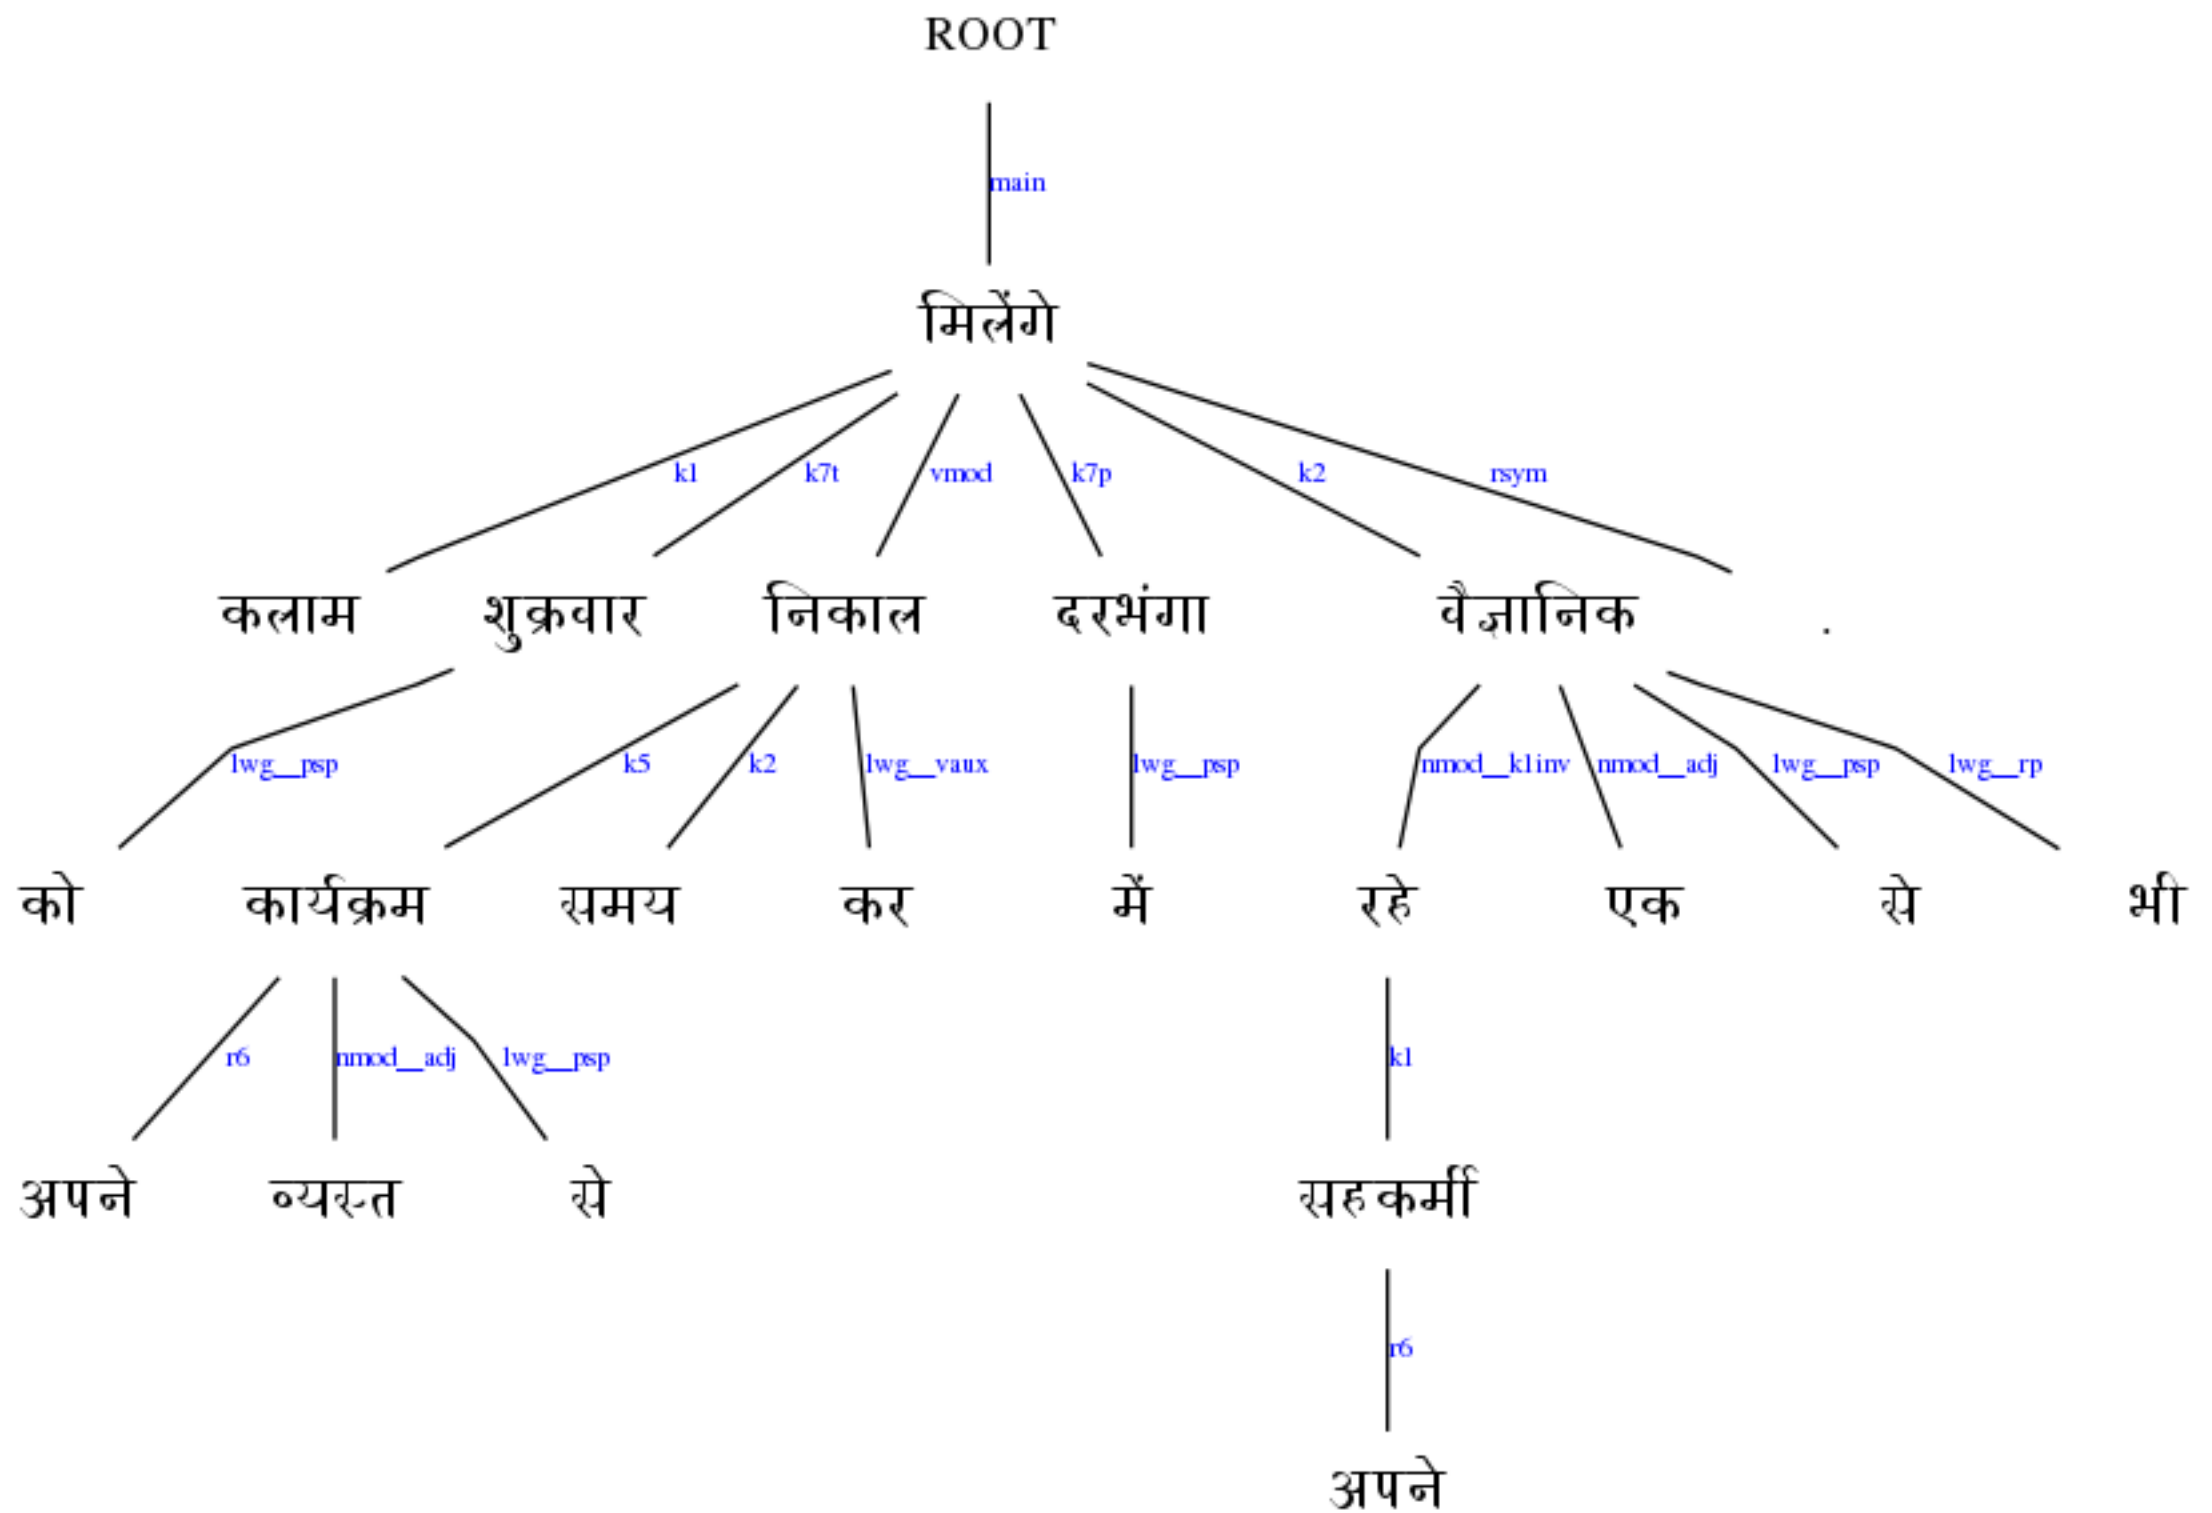 ROOT
main
मिलेंगे
k1 k7t vmod k7p k2 rsym
कलाम शुक्रवार निकाल दरभंगा वैज्ञानिक .
lwg__psp k5 k2 lwg__vaux lwg__psp nmod__k1inv nmod__adj lwg__psp lwg__rp
को कार्यक्रम समय कर में रहे एक से भी
r6 nmod__adj lwg__psp k1
अपने व्यस्त से सहकर्मी
r6
अपने